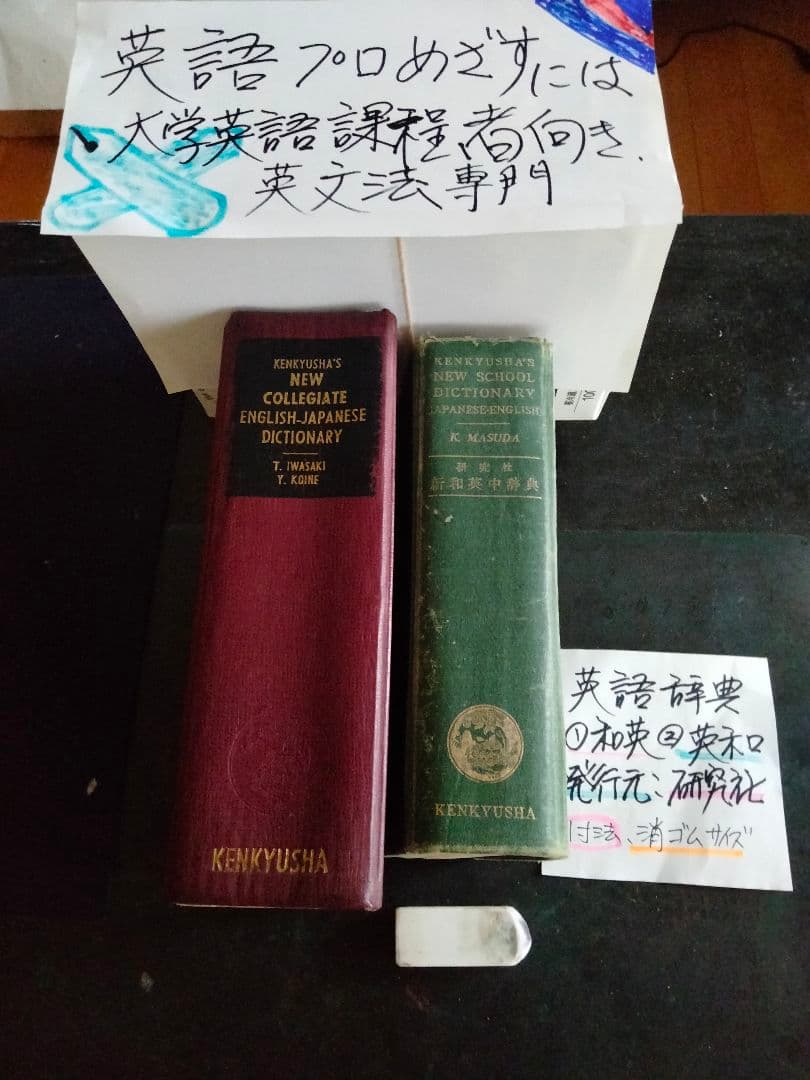 英語プロめざすには
大学英語課程者向き、
英文法専門
KENKYUSHA'S
NEW
COLLEGIATE
ENGLISH-JAPANESE
DICTIONARY
T. IWASAKI
Y. KOINE
KENKYUSHA
KENKYUSHA'S
NEW SCHOOL
DICTIONARY
JAPANESE-ENGLISH
K. MASUDA
研究社
新和英中辞典
KENKYUSHA
英語辞典
①和英②英和
発行元:研究社
寸法、消ゴムサイズ